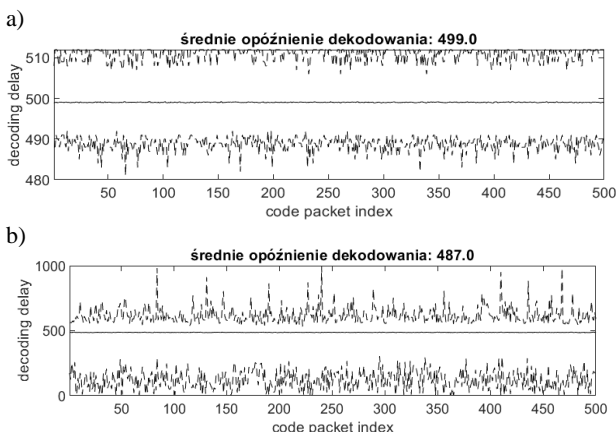 a)
średnie opóźnienie dekodowania: 499.0
decoding delay
510
500
490
480
50 100 150 200 250 300 350 400 450 500
code packet index
b)
średnie opóźnienie dekodowania: 487.0
decoding delay
1000
500
0
50 100 150 200 250 300 350 400 450 500
code packet index